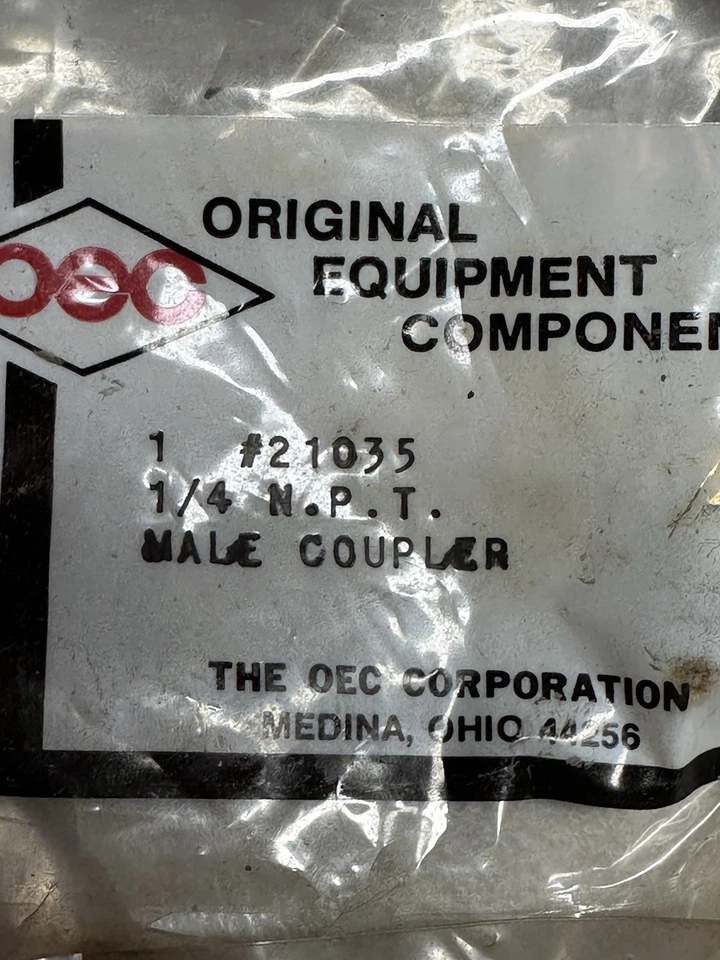 ORIGINAL
oec
EQUIPMENT
COMPONEN
1 #21035
1/4 N.P.T.
MALE COUPLER
THE OEC CORPORATION
MEDINA, OHIO 44256